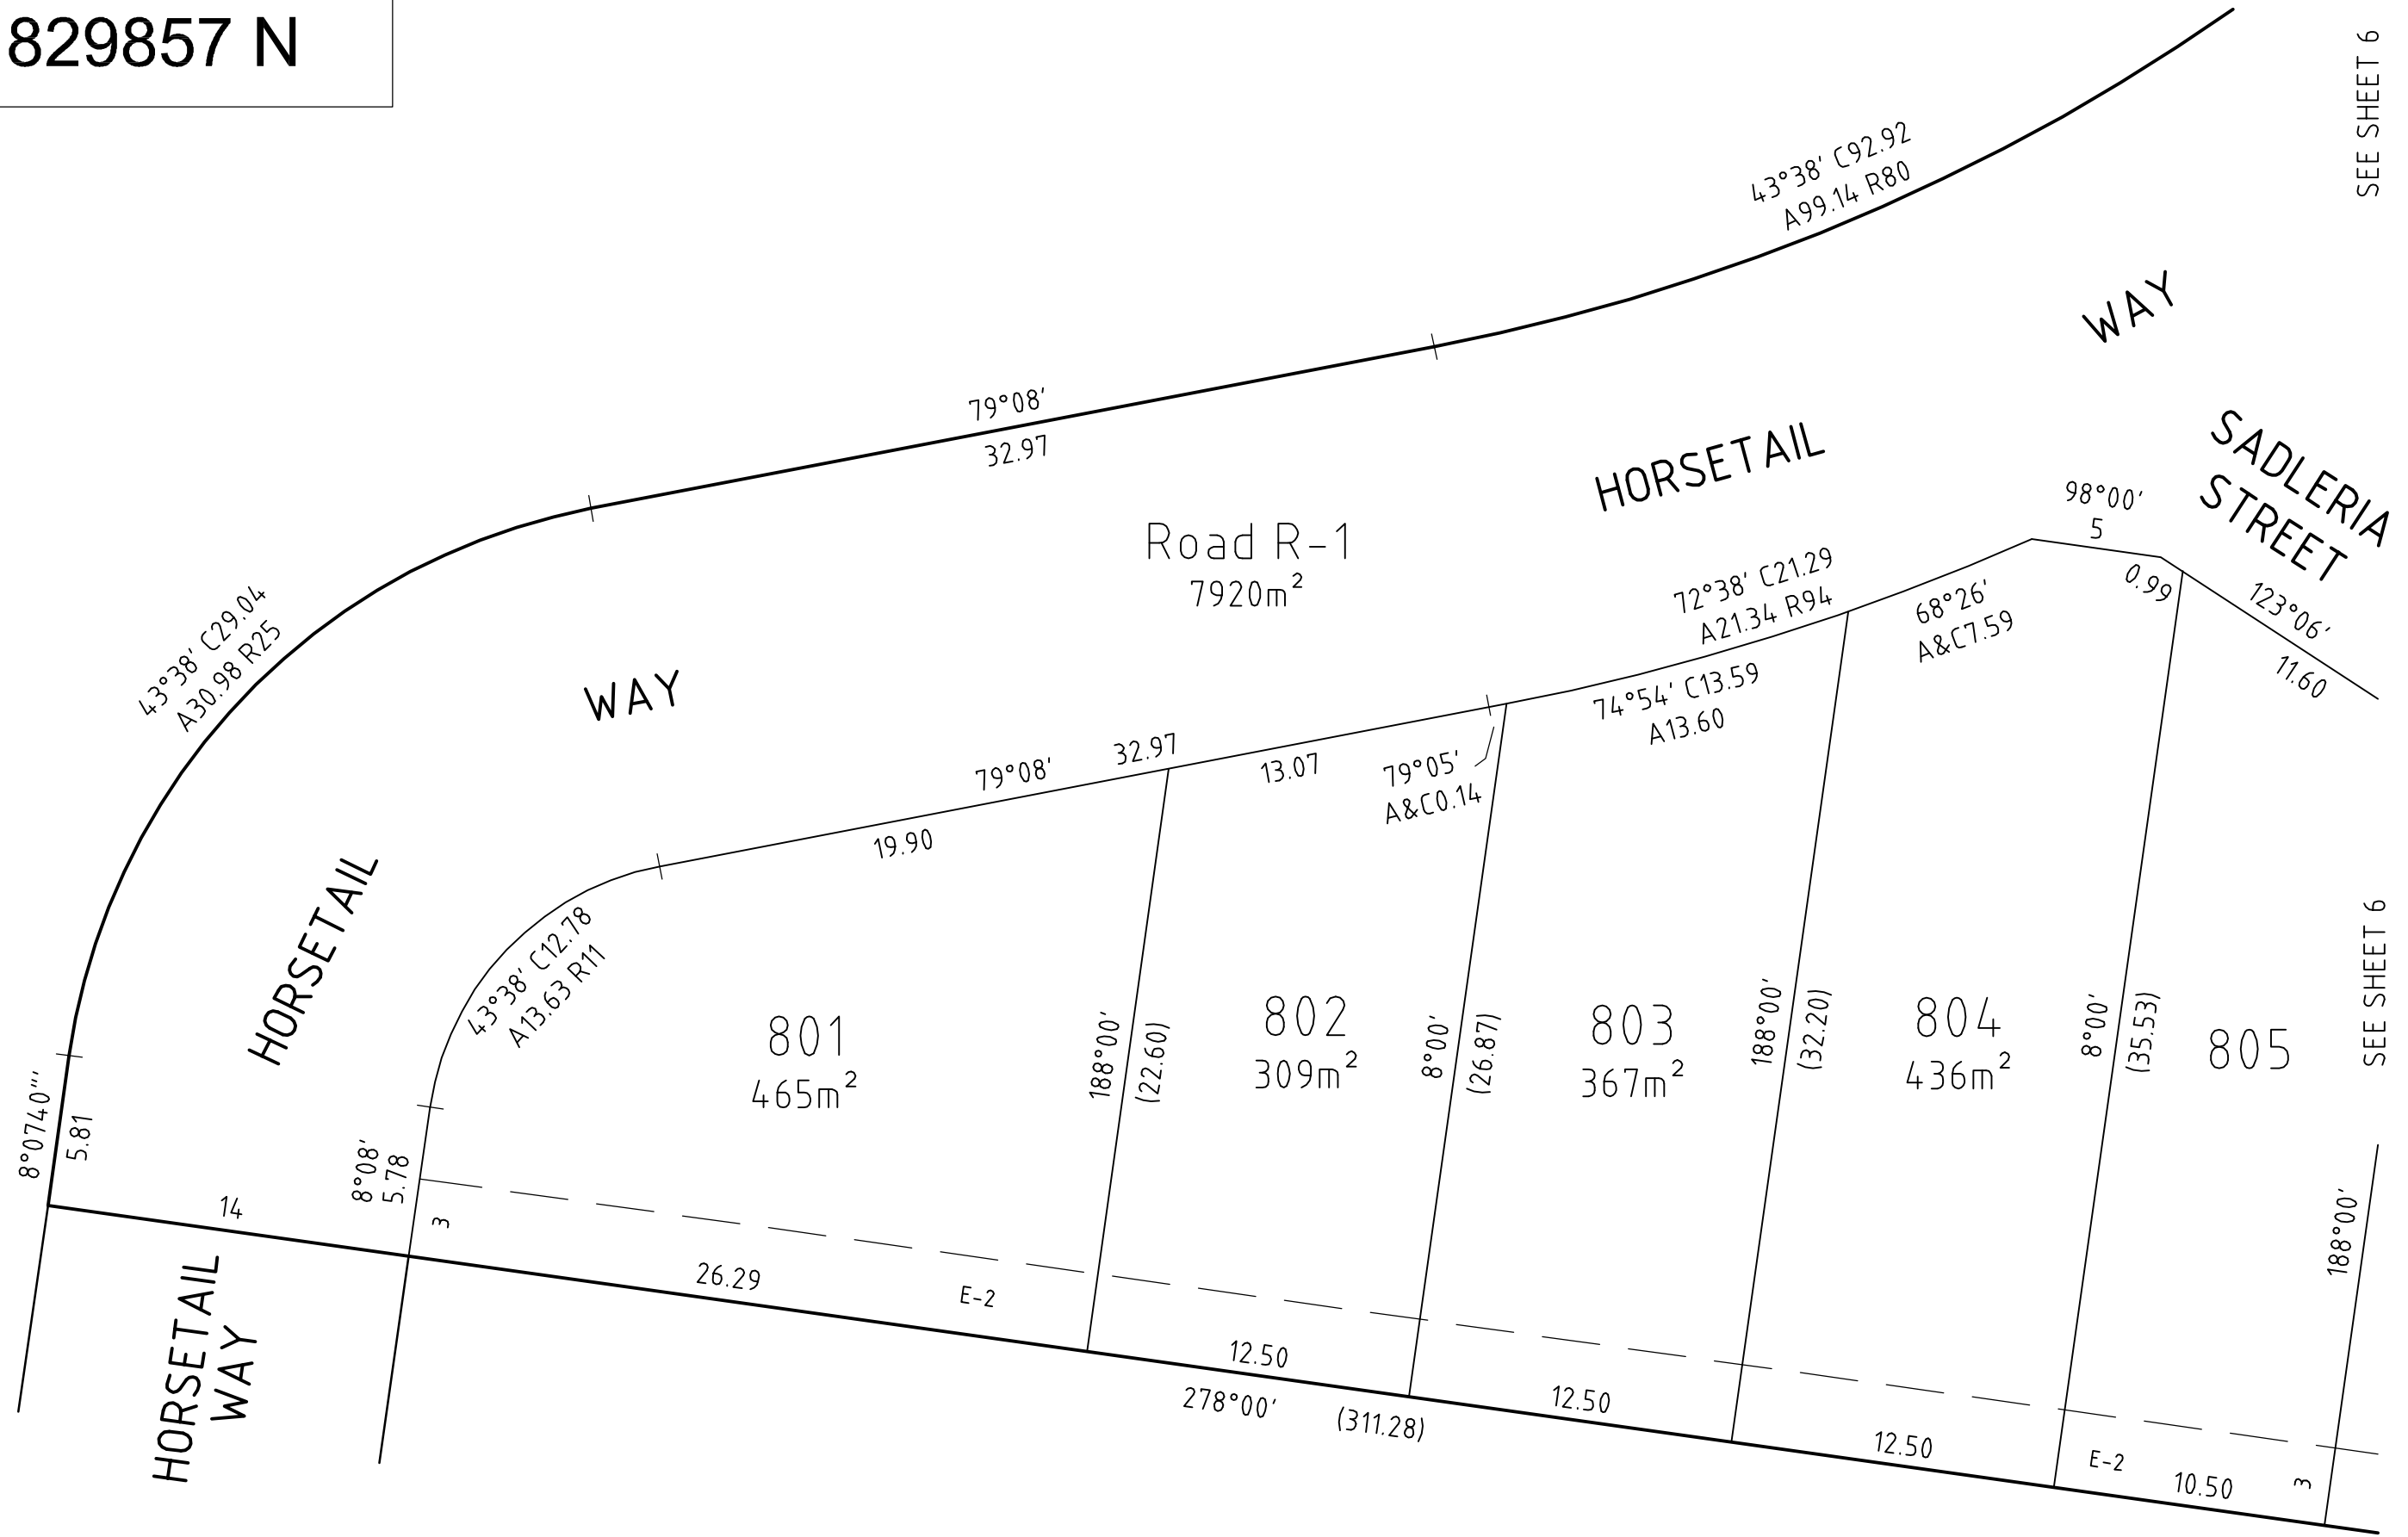 829857 N
SEE SHEET 6
43°38' C92.92
A99.14 R80
WAY
79°08'
32.97
HORSETAIL
SADLERIA
STREET
98°00'
5
Road R-1
7920m²
72°38' C21.29
A21.34 R94
68°26'
A&C7.59
0.99
123°06'
11.60
43°38' C29.04
A30.98 R25
WAY
74°54' C13.59
A13.60
79°08'
32.97
13.07
79°05'
A&C0.14
19.90
HORSETAIL
43°38' C12.78
A13.63 R11
801
465m²
188°00'
(22.60)
802
309m²
8°00'
(26.87)
803
367m²
188°00'
(32.20)
804
436m²
8°00'
(35.53)
805
SEE SHEET 6
8°0740"'
5.81
8°08'
5.78
14
3
188°00'
26.29
E-2
HORSETAIL
WAY
12.50
278°00'
(311.28)
12.50
12.50
E-2
10.50
3